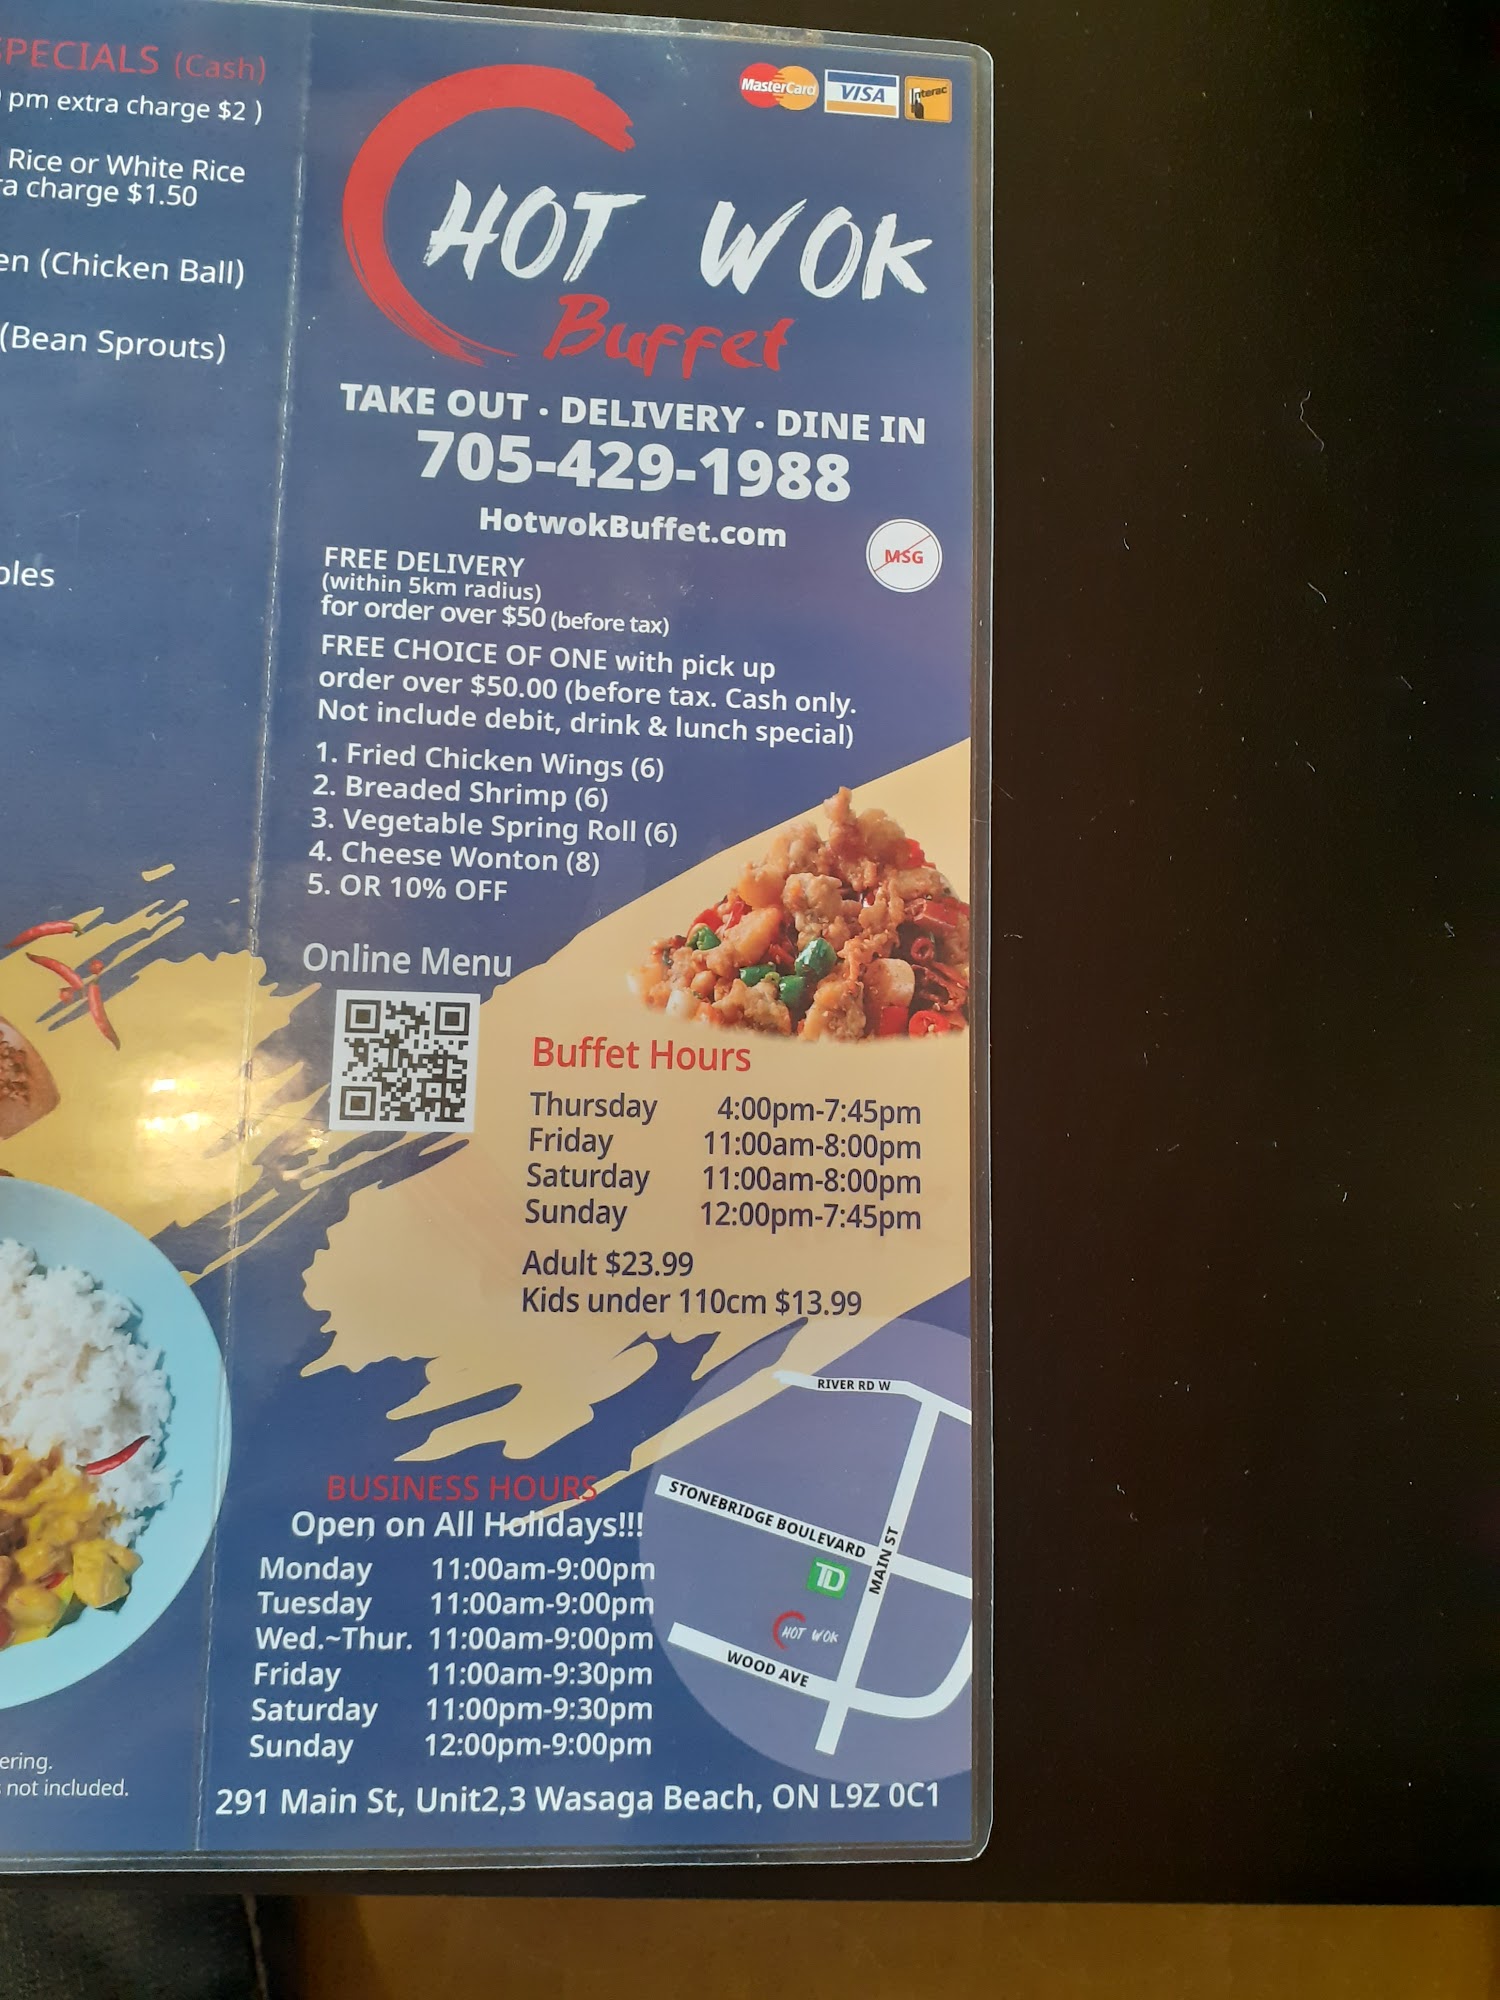 SPECIALS (Cash)
pm extra charge $2 )
Rice or White Rice
charge $1.50
(Chicken Ball)
(Bean Sprouts)
not included.
MasterCard VISA Interac
HOT WOK
Buffet
TAKE OUT · DELIVERY · DINE IN
705-429-1988
HotwokBuffet.com
MSG
FREE DELIVERY
(within 5km radius)
for order over $50 (before tax)
FREE CHOICE OF ONE with pick up
order over $50.00 (before tax. Cash only.
Not include debit, drink & lunch special)
1. Fried Chicken Wings (6)
2. Breaded Shrimp (6)
3. Vegetable Spring Roll (6)
4. Cheese Wonton (8)
5. OR 10% OFF
Online Menu
Buffet Hours
Thursday 4:00pm-7:45pm
Friday 11:00am-8:00pm
Saturday 11:00am-8:00pm
Sunday 12:00pm-7:45pm
Adult $23.99
Kids under 110cm $13.99
RIVER RD W
STONEBRIDGE BOULEVARD
MAIN ST
TD
HOT WOK
WOOD AVE
BUSINESS HOURS
Open on All Holidays!!!
Monday 11:00am-9:00pm
Tuesday 11:00am-9:00pm
Wed.~Thur. 11:00am-9:00pm
Friday 11:00am-9:30pm
Saturday 11:00pm-9:30pm
Sunday 12:00pm-9:00pm
291 Main St, Unit2,3 Wasaga Beach, ON L9Z 0C1